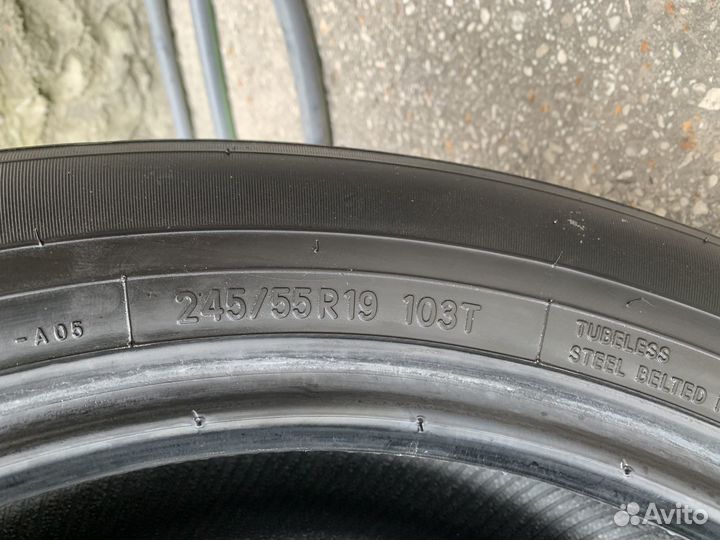 -A05
245/55R19 103T
TUBELESS
STEEL BELTED
Avito